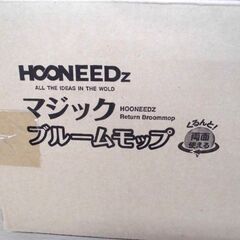 HOONEEDz
ALL THE IDEAS IN THE WOLD
マジック
HOONEEDZ
Return Broommop
ブルームモップ
くるんと!
両面
使える